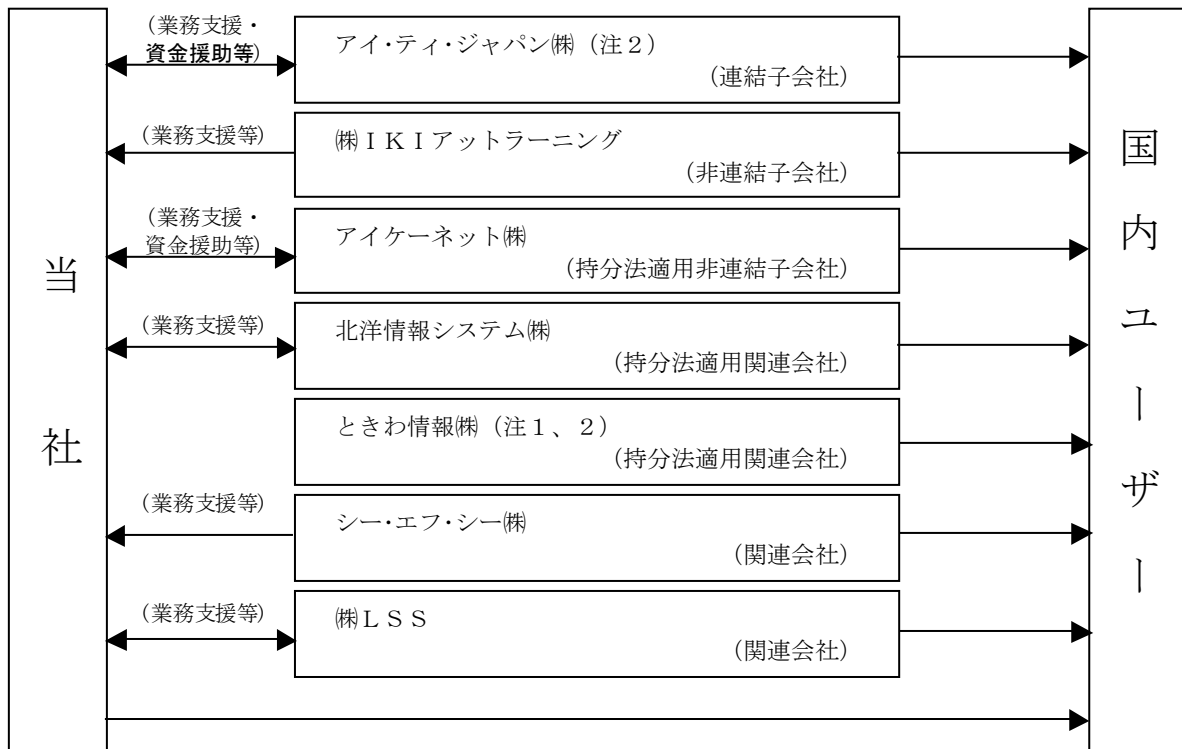 当社
(業務支援・
資金援助等)
アイ・ティ・ジャパン㈱（注２）
（連結子会社）
(業務支援等)
㈱ＩＫＩアットラーニング
（非連結子会社）
(業務支援・
資金援助等)
アイケーネット㈱
（持分法適用非連結子会社）
(業務支援等)
北洋情報システム㈱
（持分法適用関連会社）
ときわ情報㈱（注１、２）
（持分法適用関連会社）
(業務支援等)
シー・エフ・シー㈱
（関連会社）
(業務支援等)
㈱ＬＳＳ
（関連会社）
国内ユーザー